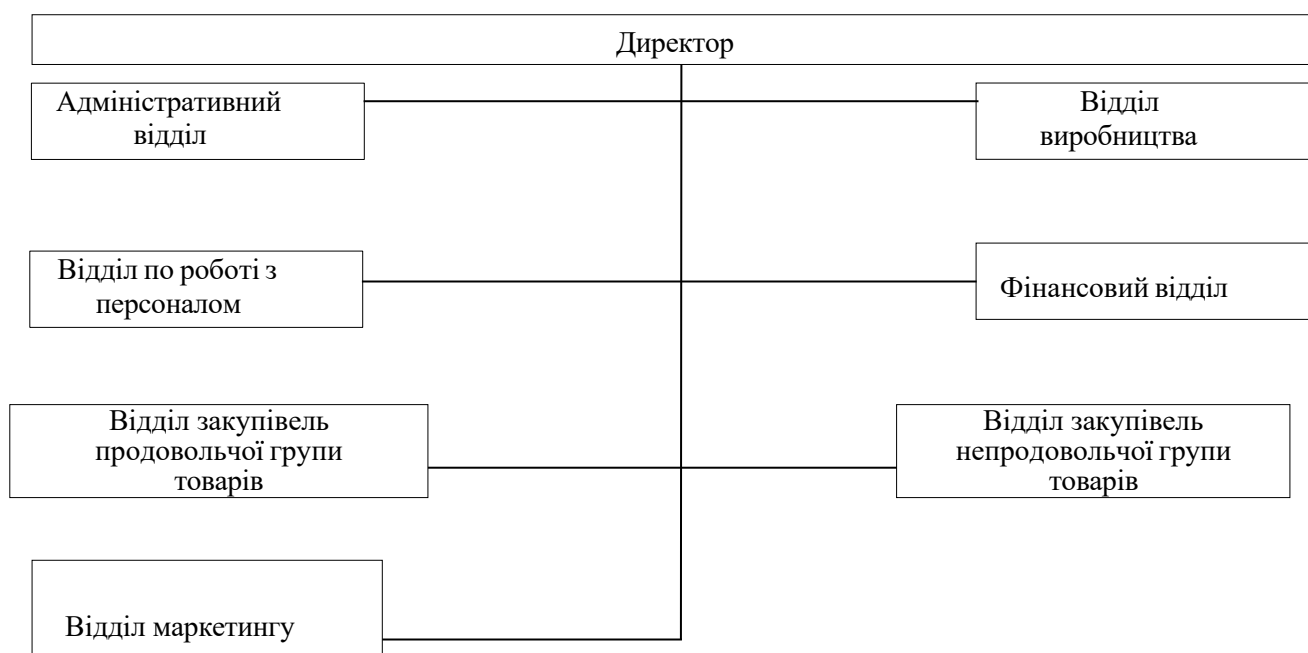 Директор
Адміністративний
відділ
Відділ
виробництва
Відділ по роботі з
персоналом
Фінансовий відділ
Відділ закупівель
продовольчої групи
товарів
Відділ закупівель
непродовольчої групи
товарів
Відділ маркетингу